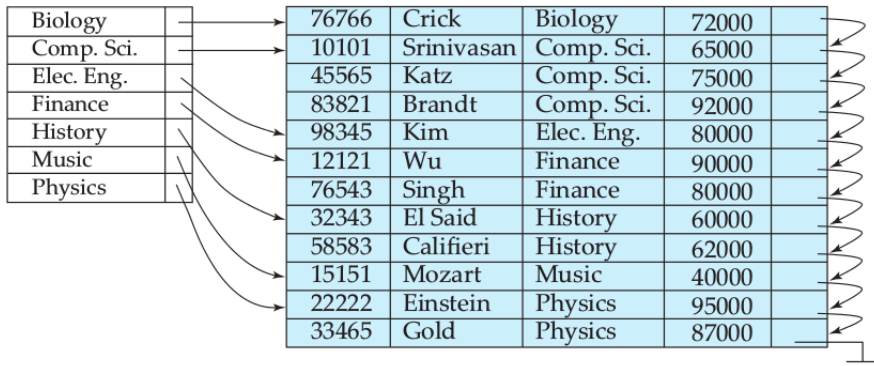 Biology
Comp. Sci.
Elec. Eng.
Finance
History
Music
Physics
76766 Crick Biology 72000
10101 Srinivasan Comp. Sci. 65000
45565 Katz Comp. Sci. 75000
83821 Brandt Comp. Sci. 92000
98345 Kim Elec. Eng. 80000
12121 Wu Finance 90000
76543 Singh Finance 80000
32343 El Said History 60000
58583 Califieri History 62000
15151 Mozart Music 40000
22222 Einstein Physics 95000
33465 Gold Physics 87000